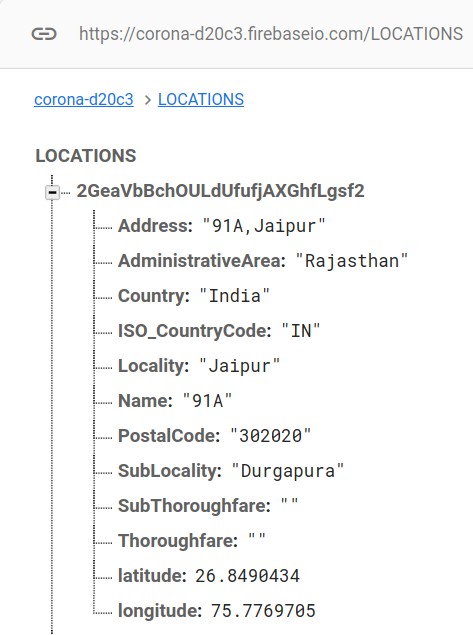 https://corona-d20c3.firebaseio.com/LOCATIONS
corona-d20c3 > LOCATIONS
LOCATIONS
2GeaVbBchOULdUfufjAXGhfLgsf2
Address: "91A,Jaipur"
AdministrativeArea: "Rajasthan"
Country: "India"
ISO_CountryCode: "IN"
Locality: "Jaipur"
Name: "91A"
PostalCode: "302020"
SubLocality: "Durgapura"
SubThoroughfare: ""
Thoroughfare: ""
latitude: 26.8490434
longitude: 75.7769705